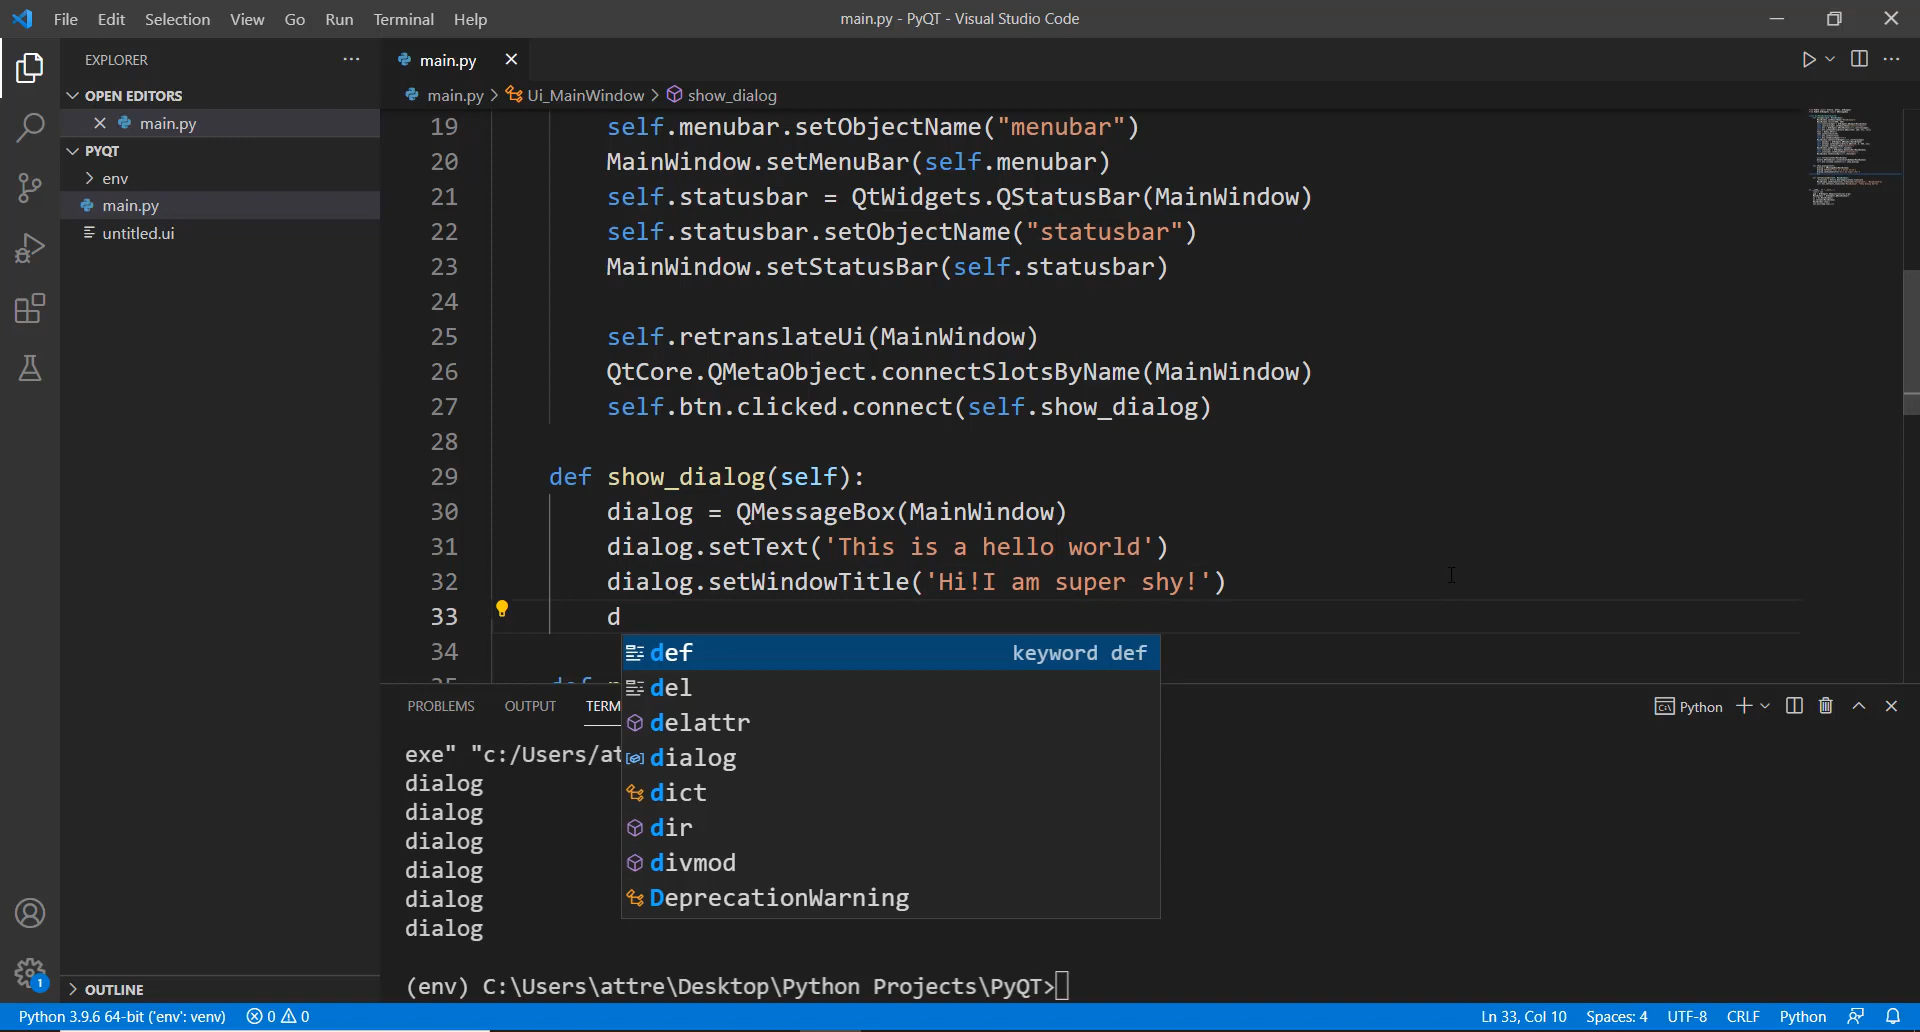 File Edit Selection View Go Run Terminal Help
main.py - PyQT - Visual Studio Code
EXPLORER
OPEN EDITORS
main.py
PYQT
env
main.py
untitled.ui
OUTLINE
main.py
main.py > Ui_MainWindow > show_dialog
19 self.menubar.setObjectName("menubar")
20 MainWindow.setMenuBar(self.menubar)
21 self.statusbar = QtWidgets.QStatusBar(MainWindow)
22 self.statusbar.setObjectName("statusbar")
23 MainWindow.setStatusBar(self.statusbar)
24
25 self.retranslateUi(MainWindow)
26 QtCore.QMetaObject.connectSlotsByName(MainWindow)
27 self.btn.clicked.connect(self.show_dialog)
28
29 def show_dialog(self):
30 dialog = QMessageBox(MainWindow)
31 dialog.setText('This is a hello world')
32 dialog.setWindowTitle('Hi!I am super shy!')
33 d
34
def keyword def
del
delattr
dialog
dict
dir
divmod
DeprecationWarning
PROBLEMS OUTPUT TERM
Python
exe" "c:/Users/at
dialog
dialog
dialog
dialog
dialog
dialog
(env) C:\Users\attre\Desktop\Python Projects\PyQT>
1
Python 3.9.6 64-bit ('env': venv) 0 0 Ln 33, Col 10 Spaces: 4 UTF-8 CRLF Python